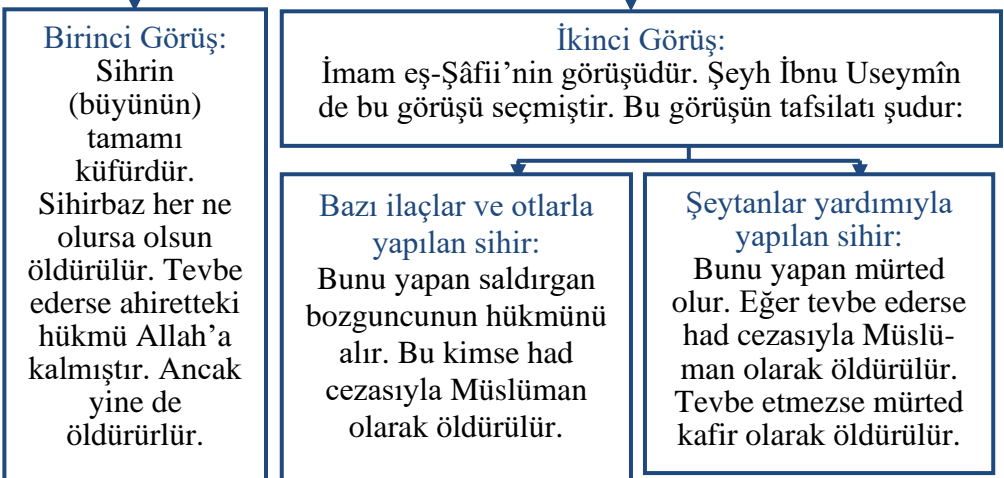 Birinci Görüş:
Sihrin
(büyünün)
tamamı
küfürdür.
Sihirbaz her ne
olursa olsun
öldürülür. Tevbe
ederse ahiretteki
hükmü Allah’a
kalmıştır. Ancak
yine de
öldürürlür.
İkinci Görüş:
İmam eş-Şâfii’nin görüşüdür. Şeyh İbnu Useymîn
de bu görüşü seçmiştir. Bu görüşün tafsilatı şudur:
Bazı ilaçlar ve otlarla
yapılan sihir:
Bunu yapan saldırgan
bozguncunun hükmünü
alır. Bu kimse had
cezasıyla Müslüman
olarak öldürülür.
Şeytanlar yardımıyla
yapılan sihir:
Bunu yapan mürted
olur. Eğer tevbe ederse
had cezasıyla Müslü-
man olarak öldürülür.
Tevbe etmezse mürted
kafir olarak öldürülür.